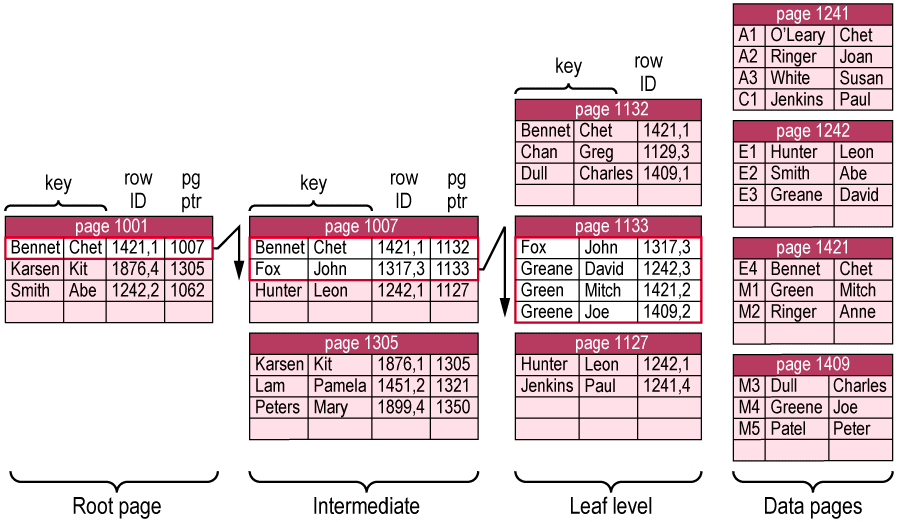 key row ID pg ptr
page 1001
Bennet Chet 1421,1 1007
Karsen Kit 1876,4 1305
Smith Abe 1242,2 1062
Root page
key row ID pg ptr
page 1007
Bennet Chet 1421,1 1132
Fox John 1317,3 1133
Hunter Leon 1242,1 1127
page 1305
Karsen Kit 1876,1 1305
Lam Pamela 1451,2 1321
Peters Mary 1899,4 1350
Intermediate
key row ID
page 1132
Bennet Chet 1421,1
Chan Greg 1129,3
Dull Charles 1409,1
page 1133
Fox John 1317,3
Greane David 1242,3
Green Mitch 1421,2
Greene Joe 1409,2
page 1127
Hunter Leon 1242,1
Jenkins Paul 1241,4
Leaf level
page 1241
A1 O'Leary Chet
A2 Ringer Joan
A3 White Susan
C1 Jenkins Paul
page 1242
E1 Hunter Leon
E2 Smith Abe
E3 Greane David
page 1421
E4 Bennet Chet
M1 Green Mitch
M2 Ringer Anne
page 1409
M3 Dull Charles
M4 Greene Joe
M5 Patel Peter
Data pages